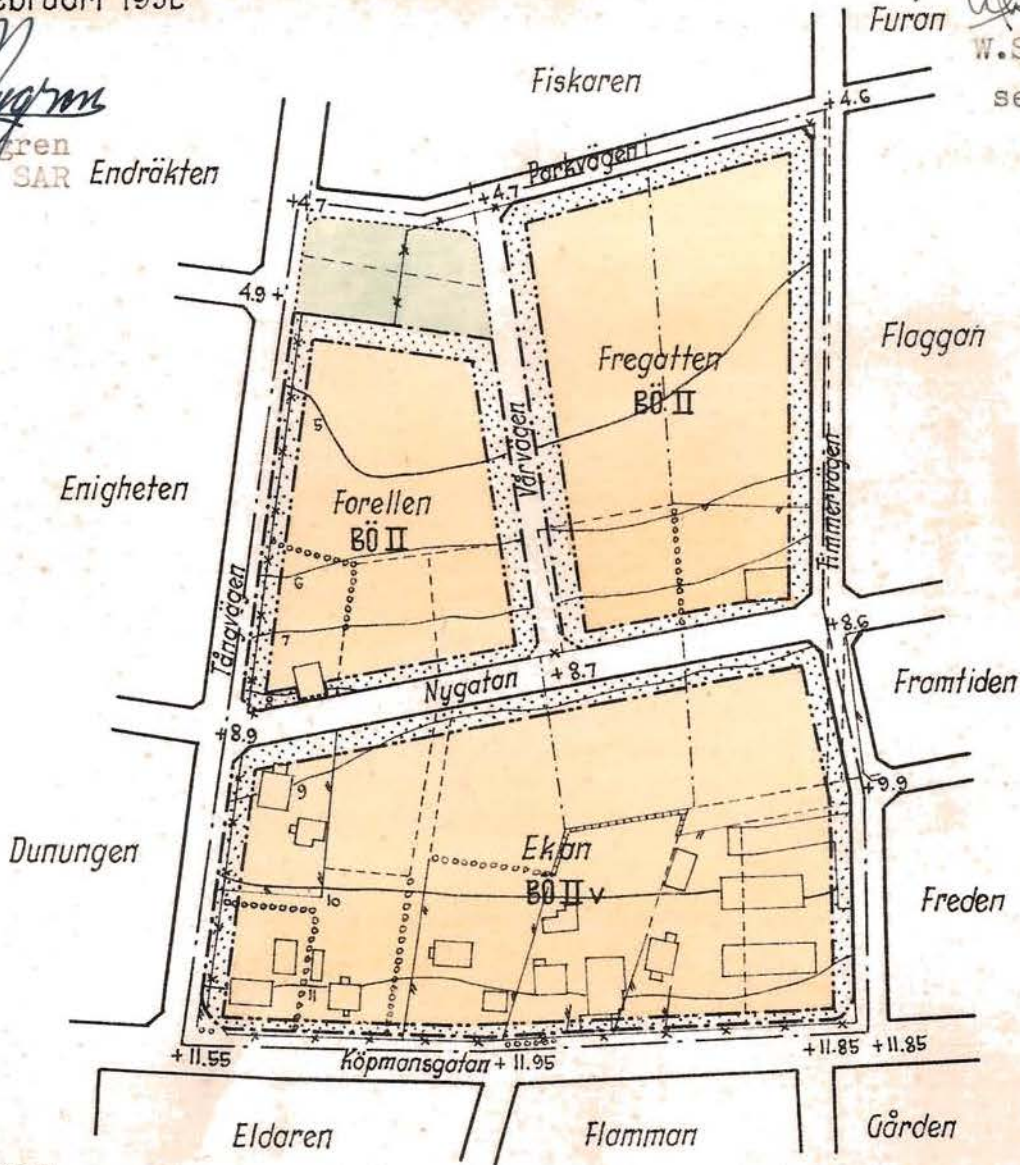 Furan
W.S
se
Fiskaren
gren
SAR
Endräkten
+4.6
Parkvägen
+4.7
+4.7
4.9 +
Flaggan
Fregatten
BÖ II
5
Vårvägen
Timmervägen
Enigheten
Forellen
BÖ II
6
7
Tångvägen
8
+8.6
+8.7
Nygatan
Framtiden
+8.9
+9.9
9
Dunungen
Ekan
BÖ II v
10
Freden
11
+11.55
Köpmansgatan
+11.95
+11.85
+11.85
Eldaren
Flamman
Gården